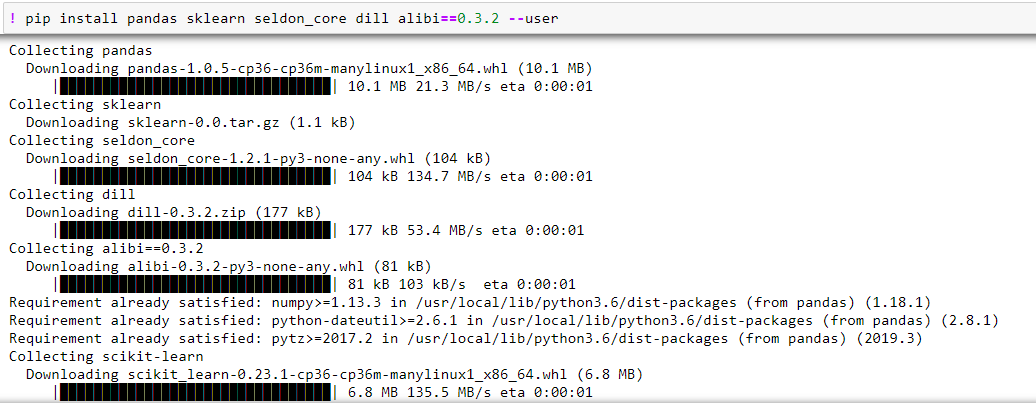 ! pip install pandas sklearn seldon_core dill alibi==0.3.2 --user
Collecting pandas
Downloading pandas-1.0.5-cp36-cp36m-manylinux1_x86_64.whl (10.1 MB)
|████████████████████████████████| 10.1 MB 21.3 MB/s eta 0:00:01
Collecting sklearn
Downloading sklearn-0.0.tar.gz (1.1 kB)
Collecting seldon_core
Downloading seldon_core-1.2.1-py3-none-any.whl (104 kB)
|████████████████████████████████| 104 kB 134.7 MB/s eta 0:00:01
Collecting dill
Downloading dill-0.3.2.zip (177 kB)
|████████████████████████████████| 177 kB 53.4 MB/s eta 0:00:01
Collecting alibi==0.3.2
Downloading alibi-0.3.2-py3-none-any.whl (81 kB)
|████████████████████████████████| 81 kB 103 kB/s  eta 0:00:01
Requirement already satisfied: numpy>=1.13.3 in /usr/local/lib/python3.6/dist-packages (from pandas) (1.18.1)
Requirement already satisfied: python-dateutil>=2.6.1 in /usr/local/lib/python3.6/dist-packages (from pandas) (2.8.1)
Requirement already satisfied: pytz>=2017.2 in /usr/local/lib/python3.6/dist-packages (from pandas) (2019.3)
Collecting scikit-learn
Downloading scikit_learn-0.23.1-cp36-cp36m-manylinux1_x86_64.whl (6.8 MB)
|████████████████████████████████| 6.8 MB 135.5 MB/s eta 0:00:01